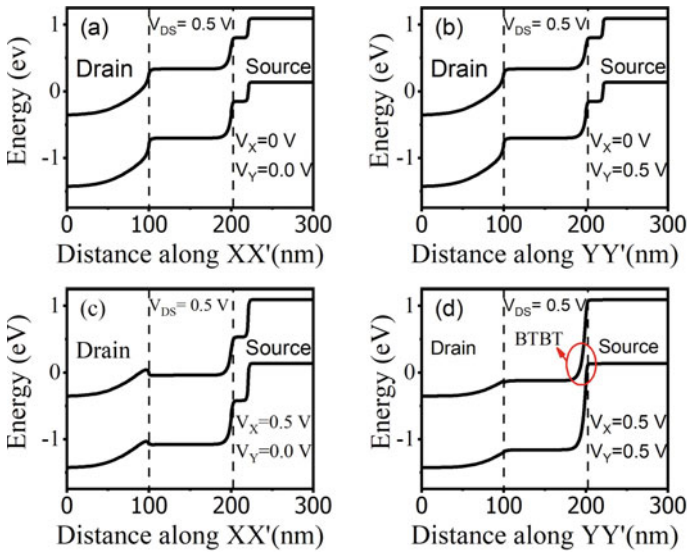 (a)
V_DS = 0.5 V
Drain
Source
V_X=0 V
V_Y=0.0 V
Energy (ev)
1
0
-1
0 100 200 300
Distance along XX'(nm)
(b)
V_DS = 0.5 V
Drain
Source
V_X=0 V
V_Y=0.5 V
Energy (eV)
1
0
-1
0 100 200 300
Distance along YY'(nm)
(c)
V_DS= 0.5 V
Drain
Source
V_X=0.5 V
V_Y=0.0 V
Energy (eV)
1
0
-1
0 100 200 300
Distance along XX'(nm)
(d)
V_DS= 0.5 V
BTBT
Drain
Source
V_X=0.5 V
V_Y=0.5 V
Energy (eV)
1
0
-1
0 100 200 300
Distance along YY'(nm)